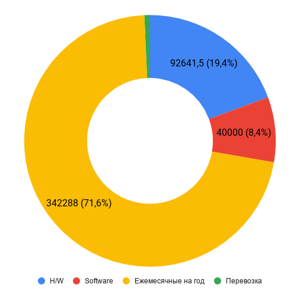 92641,5 (19,4%)
40000 (8,4%)
342288 (71,6%)
H/W Software Ежемесячные на год Перевозка